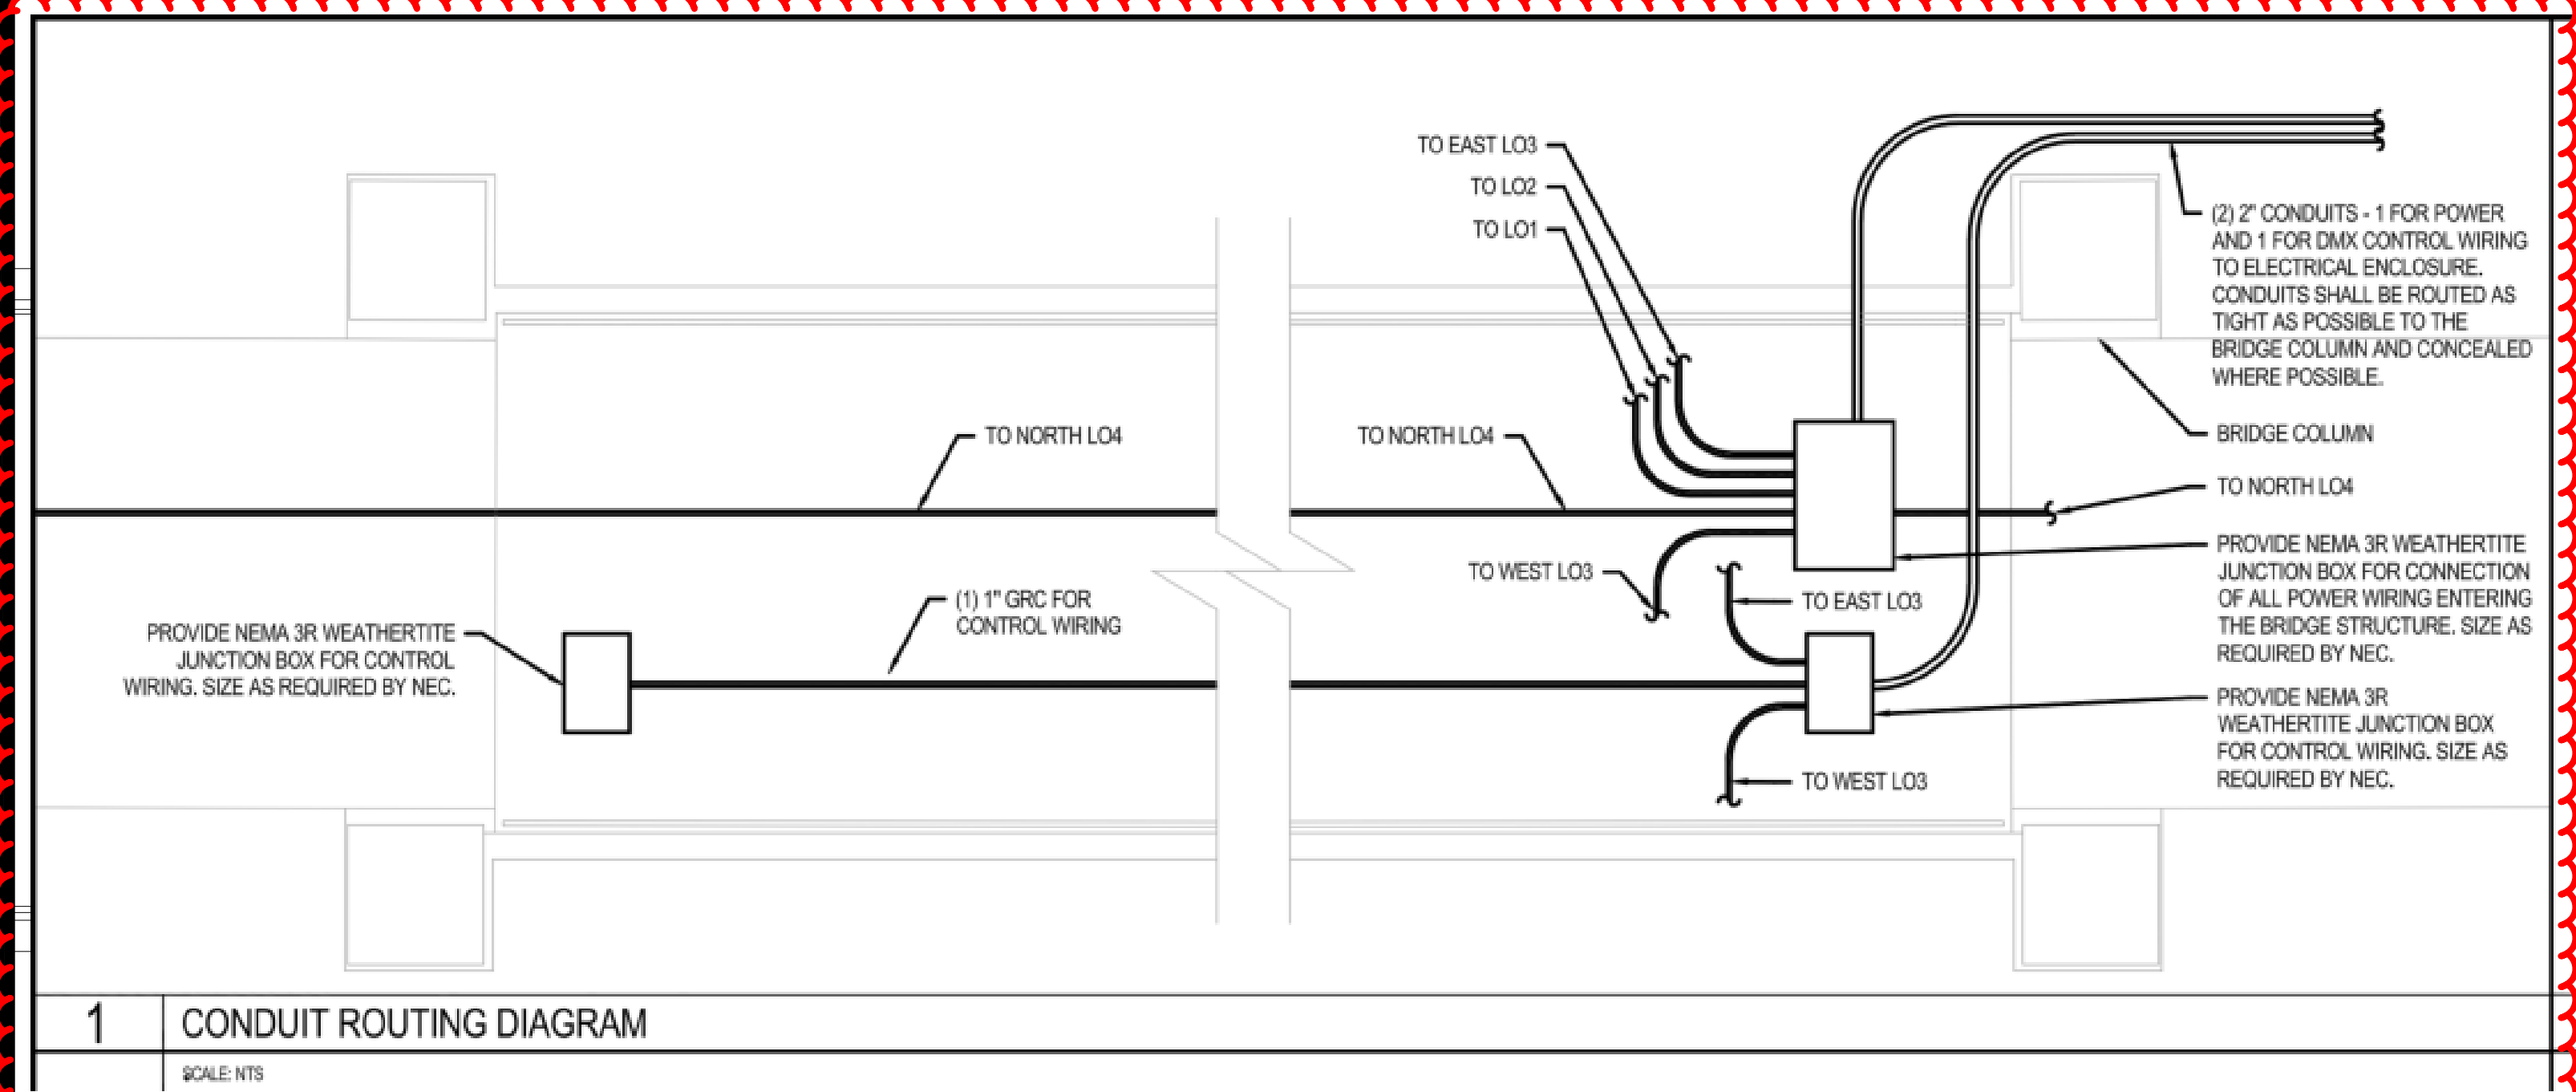 TO EAST LO3
TO LO2
TO LO1
(2) 2" CONDUITS - 1 FOR POWER
AND 1 FOR DMX CONTROL WIRING
TO ELECTRICAL ENCLOSURE.
CONDUITS SHALL BE ROUTED AS
TIGHT AS POSSIBLE TO THE
BRIDGE COLUMN AND CONCEALED
WHERE POSSIBLE.
TO NORTH LO4
TO NORTH LO4
BRIDGE COLUMN
TO NORTH LO4
PROVIDE NEMA 3R WEATHERTITE
JUNCTION BOX FOR CONNECTION
OF ALL POWER WIRING ENTERING
THE BRIDGE STRUCTURE. SIZE AS
REQUIRED BY NEC.
TO WEST LO3
TO EAST LO3
(1) 1" GRC FOR
CONTROL WIRING
PROVIDE NEMA 3R WEATHERTITE
JUNCTION BOX FOR CONTROL
WIRING. SIZE AS REQUIRED BY NEC.
PROVIDE NEMA 3R
WEATHERTITE JUNCTION BOX
FOR CONTROL WIRING. SIZE AS
REQUIRED BY NEC.
TO WEST LO3
1 CONDUIT ROUTING DIAGRAM
SCALE: NTS